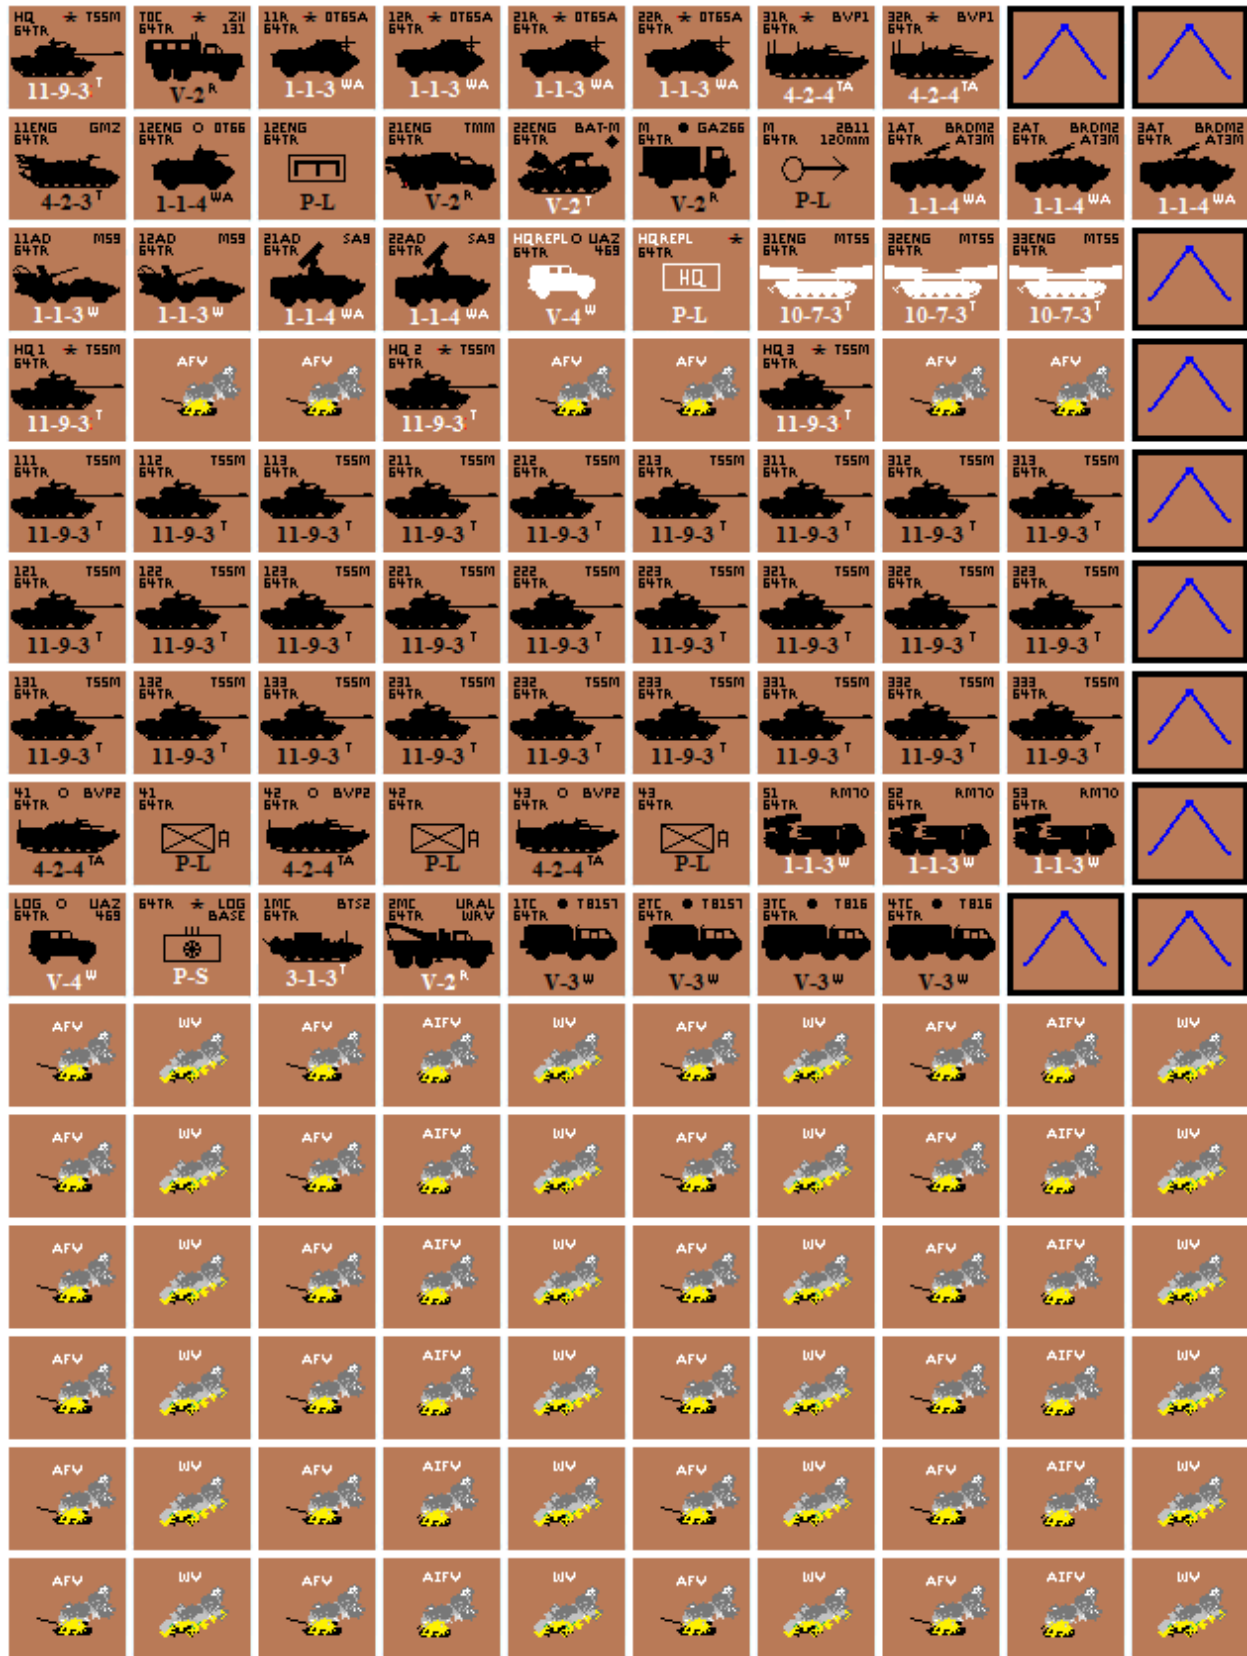 HQ T55M TOC Zil 11R OT65A 12R OT65A 21R OT65A 22R OT65A 31R BVP1 32R BVP1
64TR 64TR 131 64TR 64TR 64TR 64TR 64TR 64TR
11-9-3 T V-2 R 1-1-3 WA 1-1-3 WA 1-1-3 WA 1-1-3 WA 4-2-4 TA 4-2-4 TA
11ENG GMZ 12ENG OT66 12ENG 21ENG TMM 22ENG BAT-M M GAZ66 M 2B11 1AT BRDM2 2AT BRDM2 3AT BRDM2
64TR 64TR 64TR 64TR 64TR 64TR 64TR 120mm 64TR AT3M 64TR AT3M 64TR AT3M
4-2-3 T 1-1-4 WA P-L V-2 R V-2 T V-2 R P-L 1-1-4 WA 1-1-4 WA 1-1-4 WA
11AD M59 12AD M59 21AD SA9 22AD SA9 HQREPL UAZ HQREPL 31ENG MT55 32ENG MT55 33ENG MT55
64TR 64TR 64TR 64TR 64TR 469 64TR 64TR 64TR 64TR
HQ
1-1-3 W 1-1-3 W 1-1-4 WA 1-1-4 WA V-4 W P-L 10-7-3 T 10-7-3 T 10-7-3 T
HQ 1 T55M AFV AFV HQ 2 T55M AFV AFV HQ 3 T55M AFV AFV
64TR 64TR 64TR
11-9-3 T 11-9-3 T 11-9-3 T
111 T55M 112 T55M 113 T55M 211 T55M 212 T55M 213 T55M 311 T55M 312 T55M 313 T55M
64TR 64TR 64TR 64TR 64TR 64TR 64TR 64TR 64TR
11-9-3 T 11-9-3 T 11-9-3 T 11-9-3 T 11-9-3 T 11-9-3 T 11-9-3 T 11-9-3 T 11-9-3 T
121 T55M 122 T55M 123 T55M 221 T55M 222 T55M 223 T55M 321 T55M 322 T55M 323 T55M
64TR 64TR 64TR 64TR 64TR 64TR 64TR 64TR 64TR
11-9-3 T 11-9-3 T 11-9-3 T 11-9-3 T 11-9-3 T 11-9-3 T 11-9-3 T 11-9-3 T 11-9-3 T
131 T55M 132 T55M 133 T55M 231 T55M 232 T55M 233 T55M 331 T55M 332 T55M 333 T55M
64TR 64TR 64TR 64TR 64TR 64TR 64TR 64TR 64TR
11-9-3 T 11-9-3 T 11-9-3 T 11-9-3 T 11-9-3 T 11-9-3 T 11-9-3 T 11-9-3 T 11-9-3 T
41 BVP2 41 42 BVP2 42 43 BVP2 43 51 RM70 52 RM70 53 RM70
64TR 64TR 64TR 64TR 64TR 64TR 64TR 64TR 64TR
A A A
4-2-4 TA P-L 4-2-4 TA P-L 4-2-4 TA P-L 1-1-3 W 1-1-3 W 1-1-3 W
LOG UAZ 64TR LOG 1MC BTS2 2MC URAL 1TC T8157 2TC T8157 3TC T816 4TC T816
64TR 469 BASE 64TR 64TR WRV 64TR 64TR 64TR 64TR
V-4 W P-S 3-1-3 T V-2 R V-3 W V-3 W V-3 W V-3 W
AFV WV AFV AIFV WV AFV WV AFV AIFV WV
AFV WV AFV AIFV WV AFV WV AFV AIFV WV
AFV WV AFV AIFV WV AFV WV AFV AIFV WV
AFV WV AFV AIFV WV AFV WV AFV AIFV WV
AFV WV AFV AIFV WV AFV WV AFV AIFV WV
AFV WV AFV AIFV WV AFV WV AFV AIFV WV